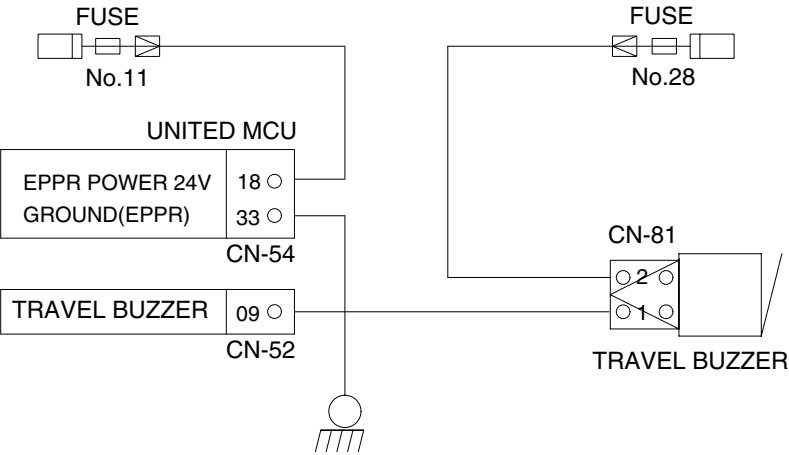 FUSE
FUSE
No.11
No.28
UNITED MCU
EPPR POWER 24V 18
GROUND(EPPR) 33
CN-54
CN-81
2
TRAVEL BUZZER 09
1
CN-52
TRAVEL BUZZER